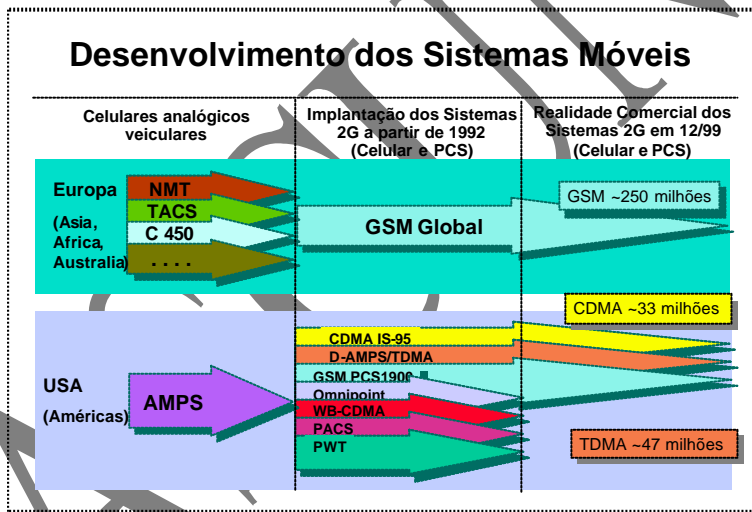 Desenvolvimento dos Sistemas Móveis
Celulares analógicos
veiculares
Implantação dos Sistemas
2G a partir de 1992
(Celular e PCS)
Realidade Comercial dos
Sistemas 2G em 12/99
(Celular e PCS)
Europa
(Asia,
Africa,
Australia)
NMT
TACS
C 450
. . . .
GSM Global
GSM ~250 milhões
CDMA ~33 milhões
USA
(Américas)
AMPS
CDMA IS-95
D-AMPS/TDMA
GSM PCS1900
Omnipoint
WB-CDMA
PACS
PWT
TDMA ~47 milhões